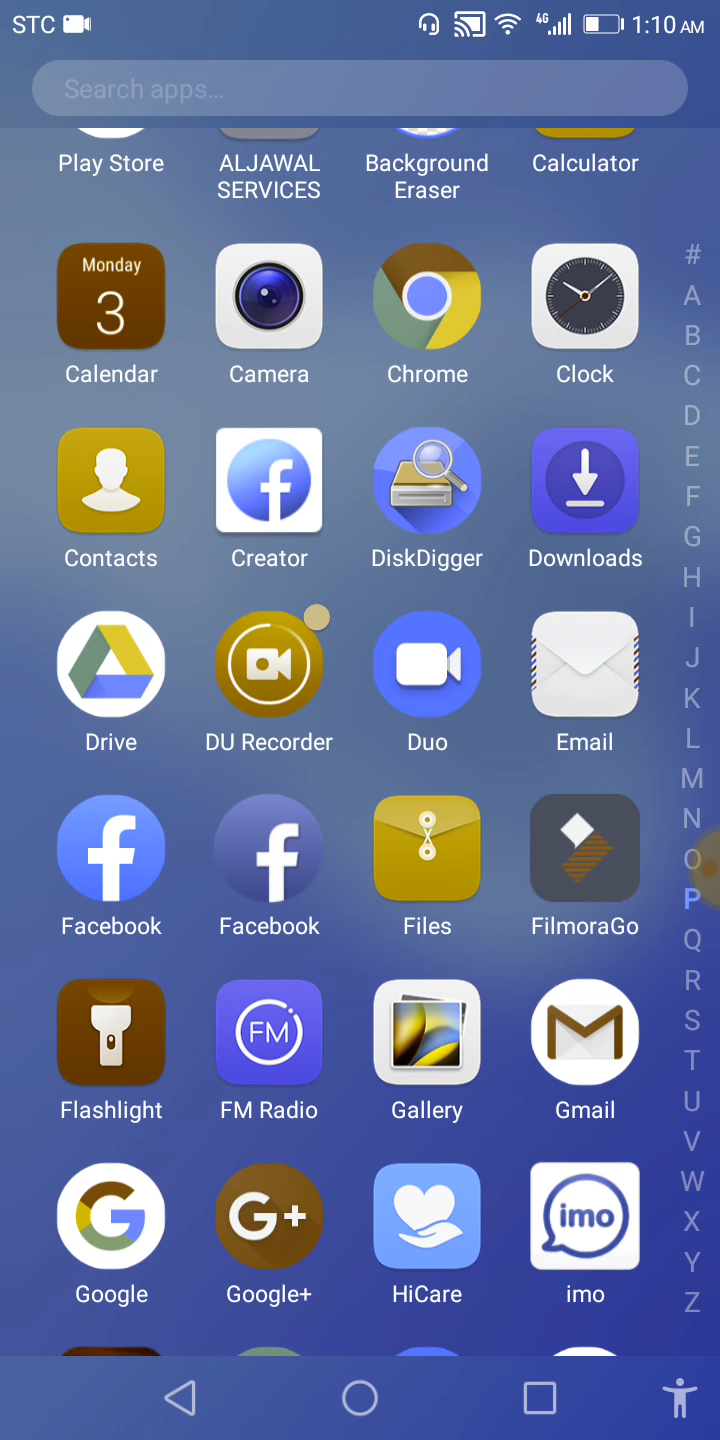 STC 4G 1:10 AM
Search apps...
Play Store ALJAWAL SERVICES Background Eraser Calculator
Monday
3
Calendar Camera Chrome Clock
Contacts Creator DiskDigger Downloads
Drive DU Recorder Duo Email
Facebook Facebook Files FilmoraGo
FM
Flashlight FM Radio Gallery Gmail
G+ imo
Google Google+ HiCare imo
#
A
B
C
D
E
F
G
H
I
J
K
L
M
N
O
P
Q
R
S
T
U
V
W
X
Y
Z